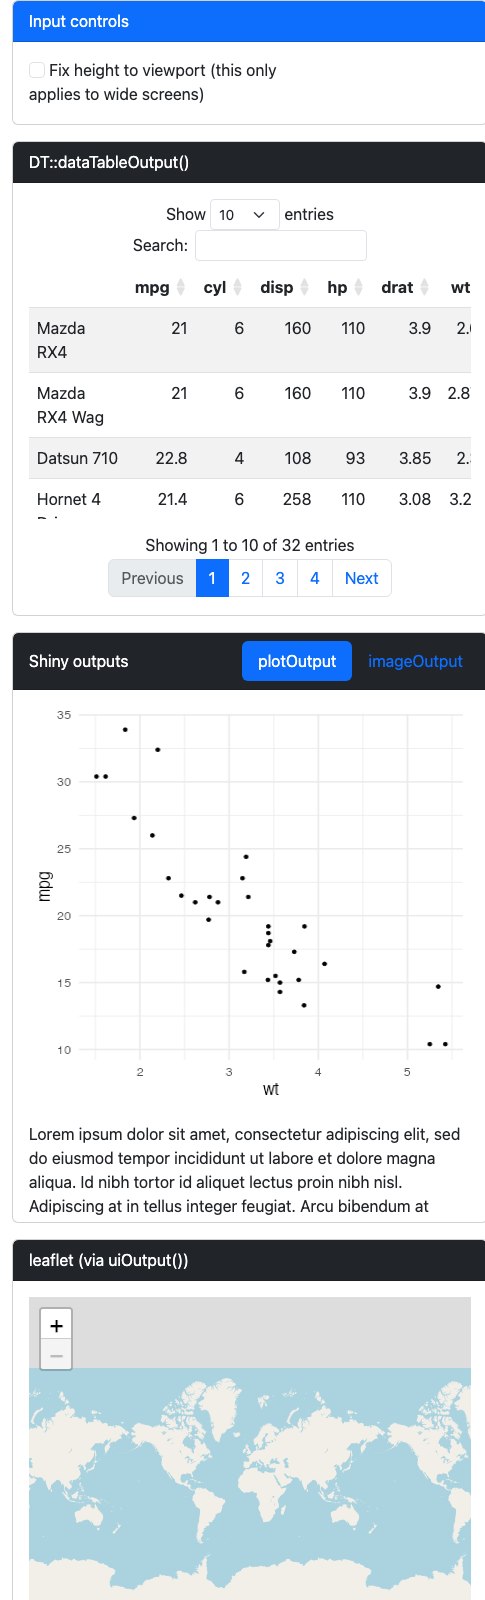 Input controls
Fix height to viewport (this only
applies to wide screens)
DT::dataTableOutput()
Show 10 entries
Search:
mpg cyl disp hp drat wt
Mazda RX4 21 6 160 110 3.9
Mazda RX4 Wag 21 6 160 110 3.9 2.8
Datsun 710 22.8 4 108 93 3.85 2.
Hornet 4 21.4 6 258 110 3.08 3.2
Showing 1 to 10 of 32 entries
Previous 1 2 3 4 Next
Shiny outputs plotOutput imageOutput
35
30
25
20
15
10
mpg
2 3 4 5
wt
Lorem ipsum dolor sit amet, consectetur adipiscing elit, sed
do eiusmod tempor incididunt ut labore et dolore magna
aliqua. Id nibh tortor id aliquet lectus proin nibh nisl.
Adipiscing at in tellus integer feugiat. Arcu bibendum at
leaflet (via uiOutput())
+
−